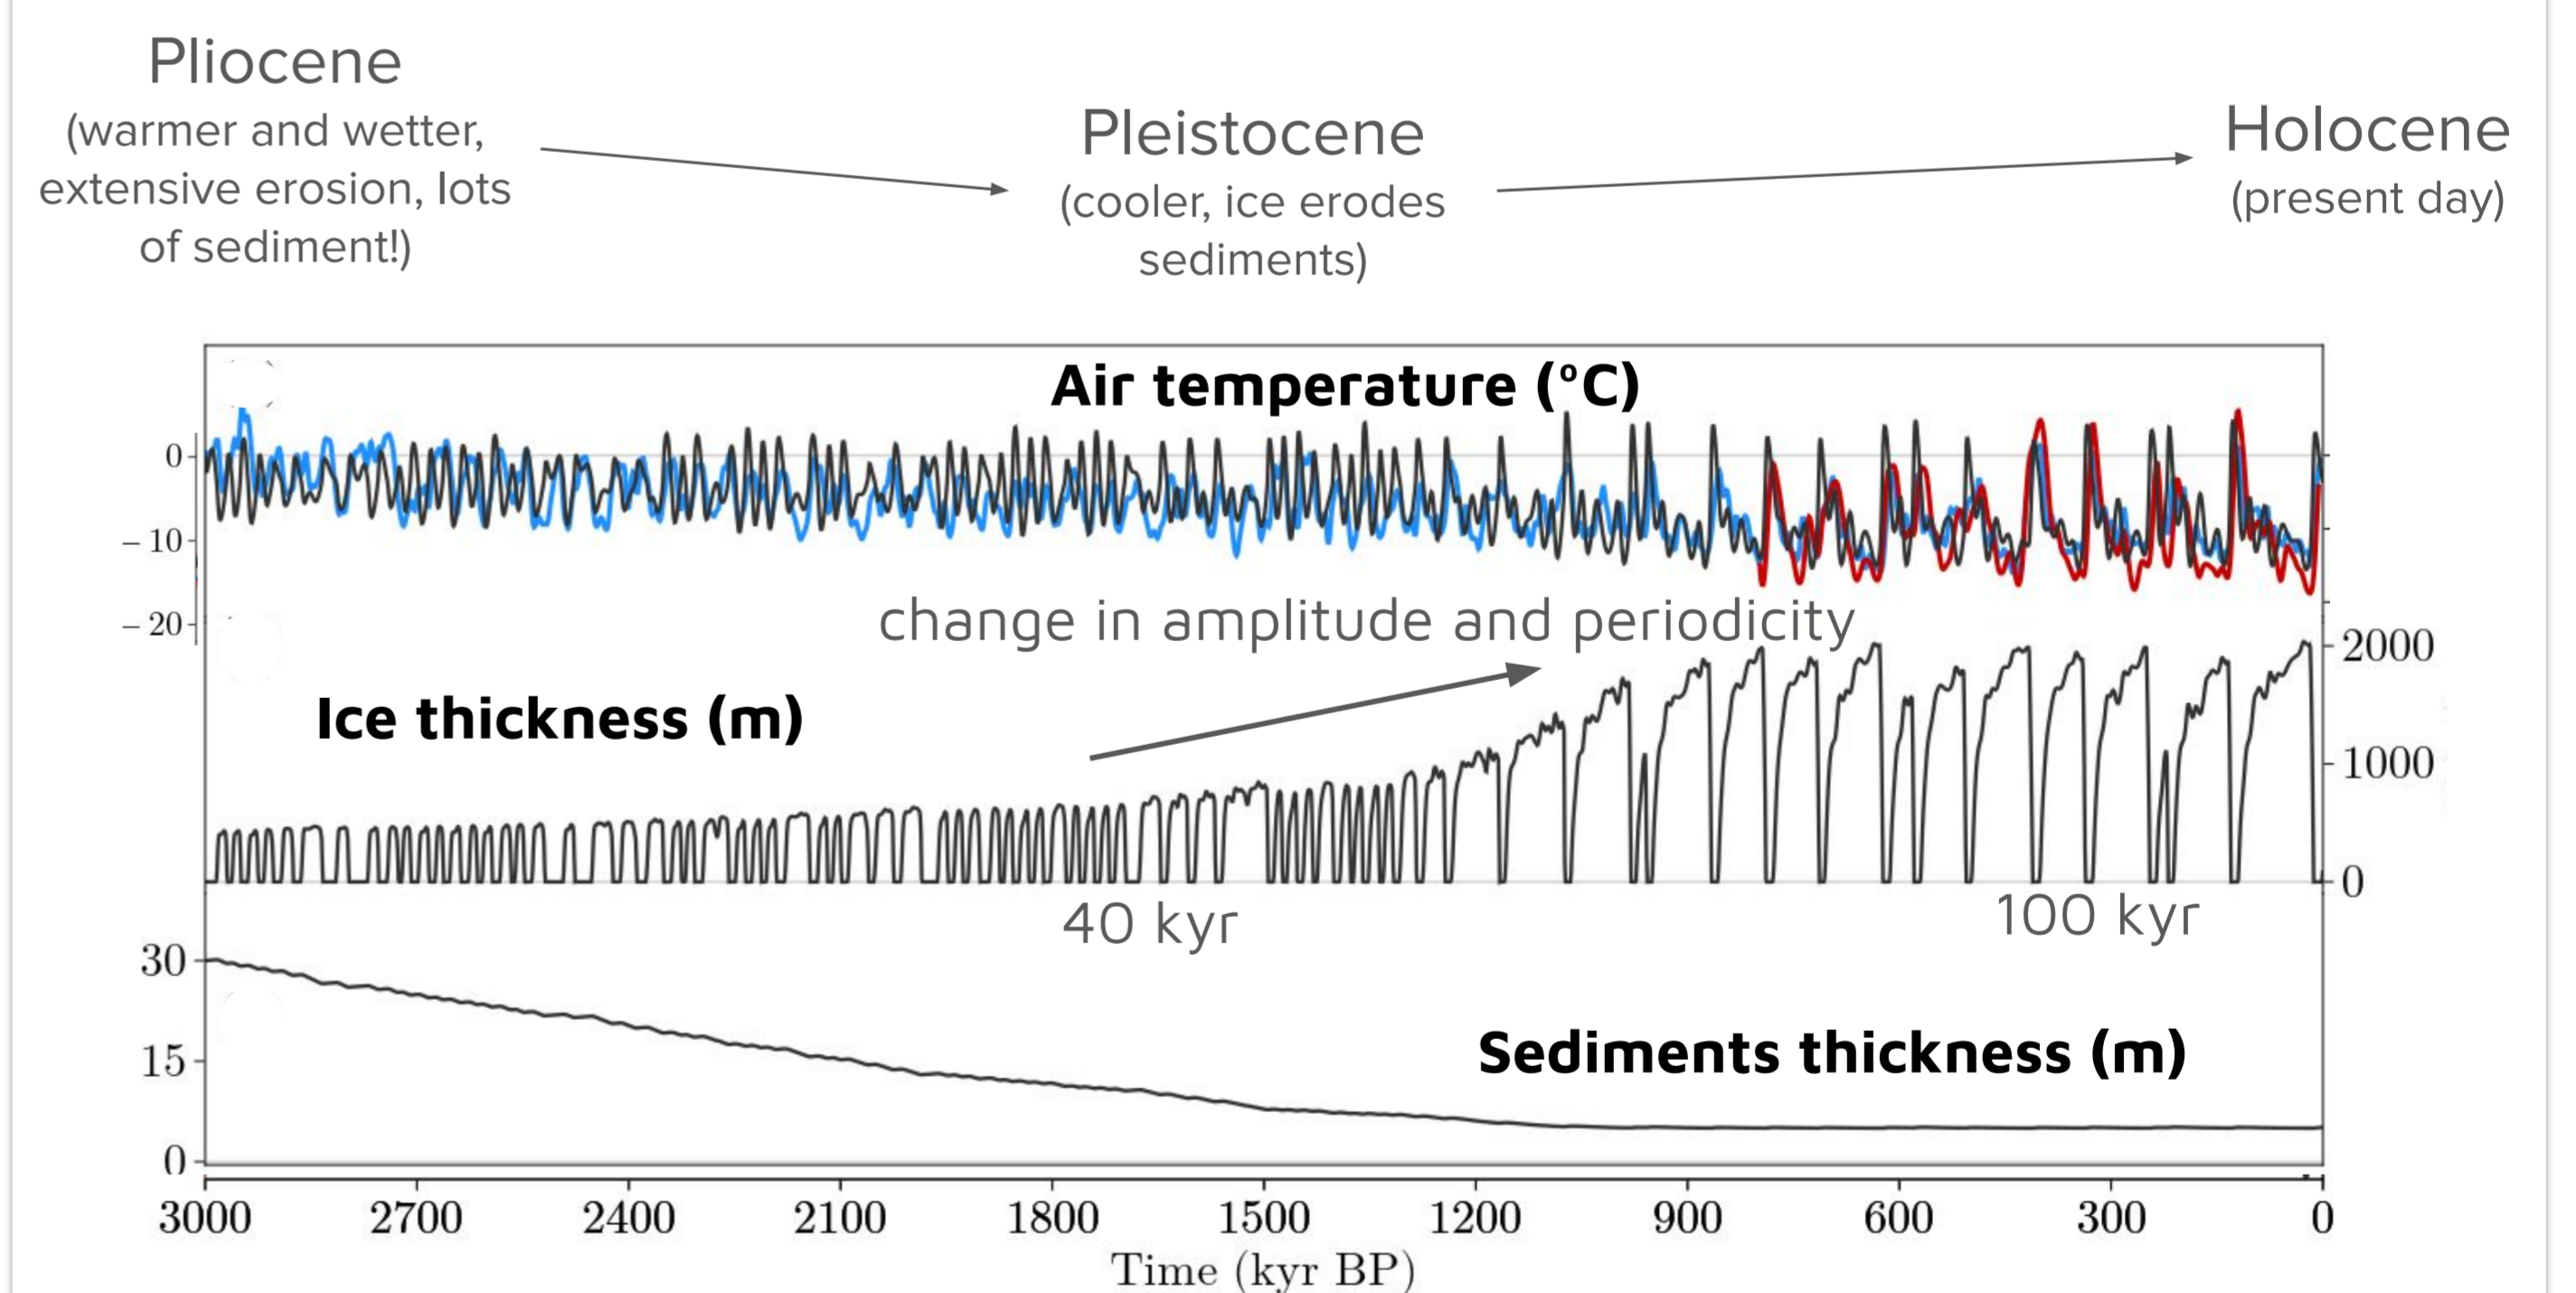 Pliocene
(warmer and wetter,
extensive erosion, lots
of sediment!)
Pleistocene
(cooler, ice erodes
sediments)
Holocene
(present day)
Air temperature (ºC)
0
– 10
– 20
change in amplitude and periodicity
Ice thickness (m)
2000
1000
0
40 kyr
100 kyr
30
15
0
Sediments thickness (m)
3000 2700 2400 2100 1800 1500 1200 900 600 300 0
Time (kyr BP)